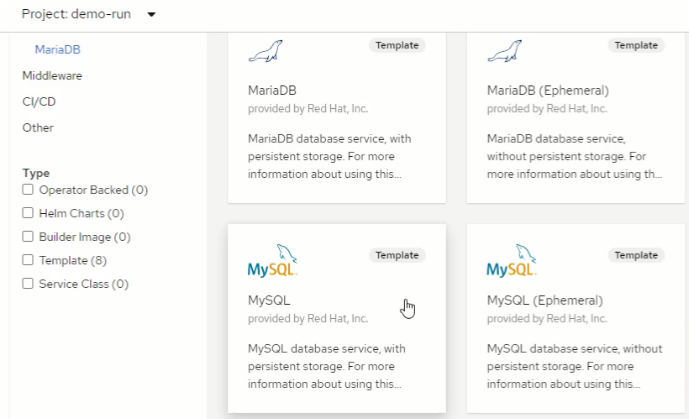 Project: demo-run
MariaDB
Middleware
CI/CD
Other
Type
Operator Backed (0)
Helm Charts (0)
Builder Image (0)
Template (8)
Service Class (0)
Template
MariaDB
provided by Red Hat, Inc.
MariaDB database service, with
persistent storage. For more
information about using this...
Template
MariaDB (Ephemeral)
provided by Red Hat, Inc.
MariaDB database service,
without persistent storage. For
more information about using th...
MySQL
Template
MySQL
provided by Red Hat, Inc.
MySQL database service, with
persistent storage. For more
information about using this...
MySQL
Template
MySQL (Ephemeral)
provided by Red Hat, Inc.
MySQL database service, without
persistent storage. For more
information about using this...